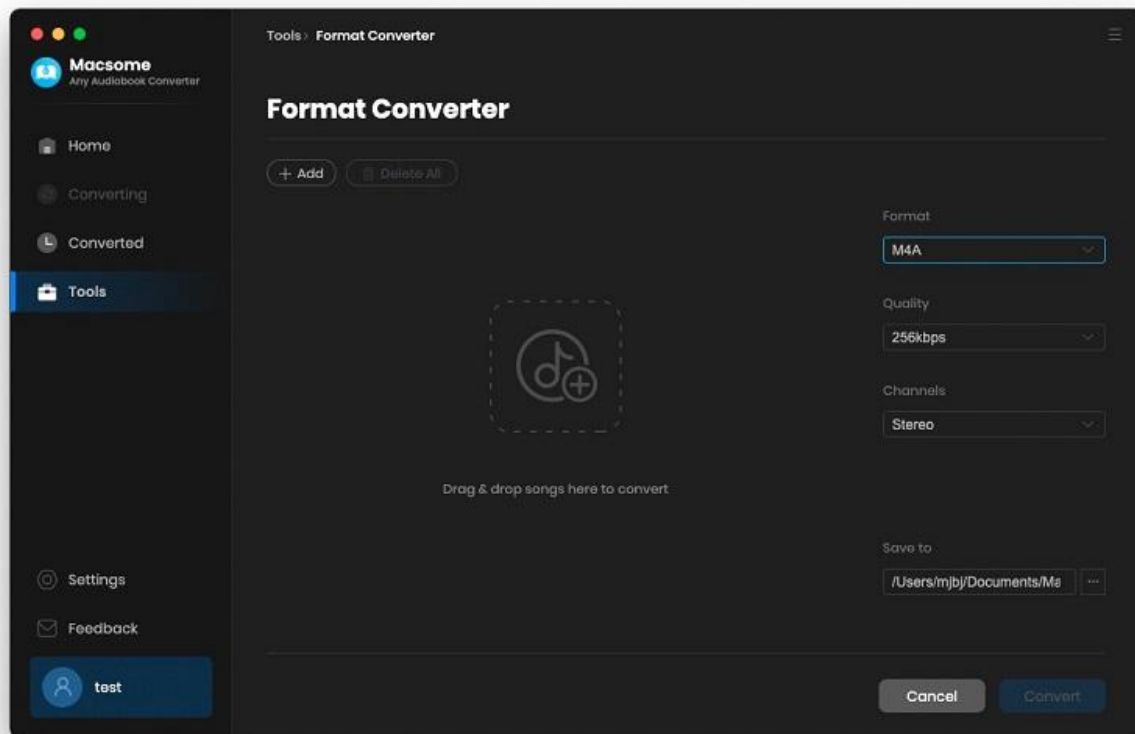 Macsome
Any Audiobook Converter
Home
Converting
Converted
Tools
Settings
Feedback
test
Tools › Format Converter
Format Converter
+ Add
Delete All
Drag & drop songs here to convert
Format
M4A
Quality
256kbps
Channels
Stereo
Save to
/Users/mjbj/Documents/Ma
...
Cancel
Convert